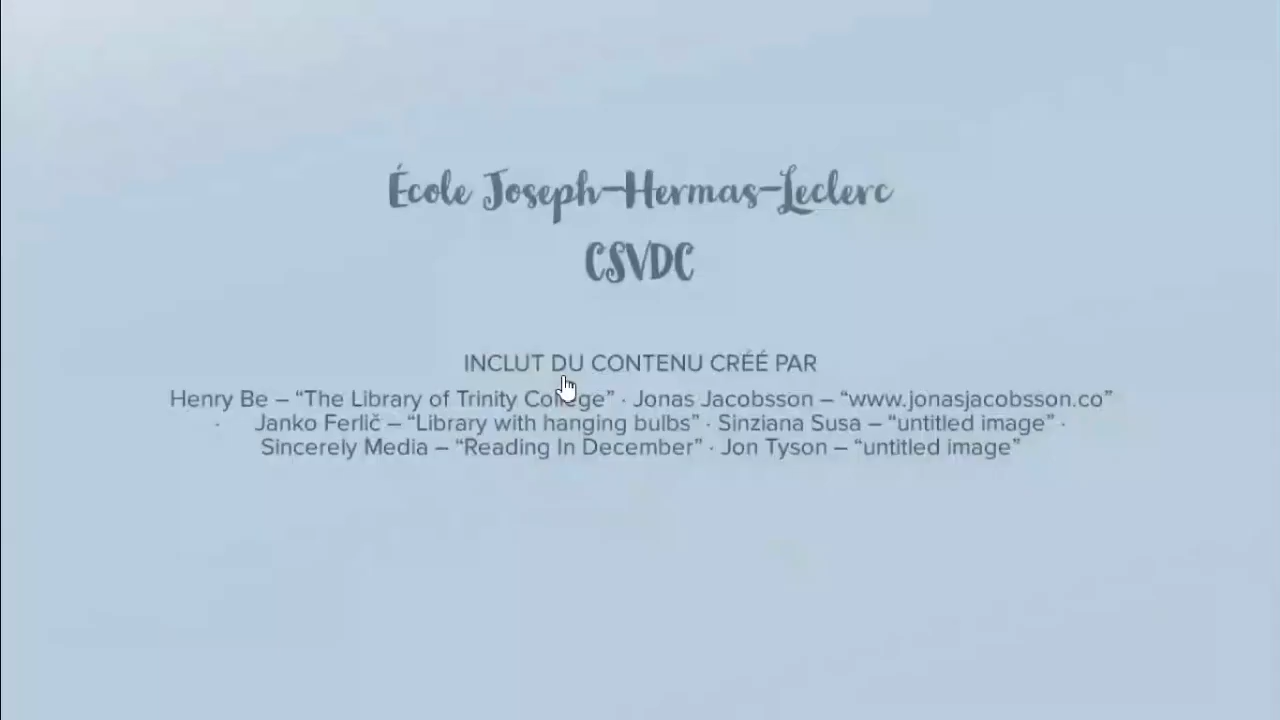 École Joseph-Hermas-Leclerc
CSVDC
INCLUT DU CONTENU CRÉÉ PAR
Henry Be – “The Library of Trinity College” · Jonas Jacobsson – “www.jonasjacobsson.co”
· Janko Ferlič – “Library with hanging bulbs” · Sinziana Susa – “untitled image” ·
Sincerely Media – “Reading In December” · Jon Tyson – “untitled image”